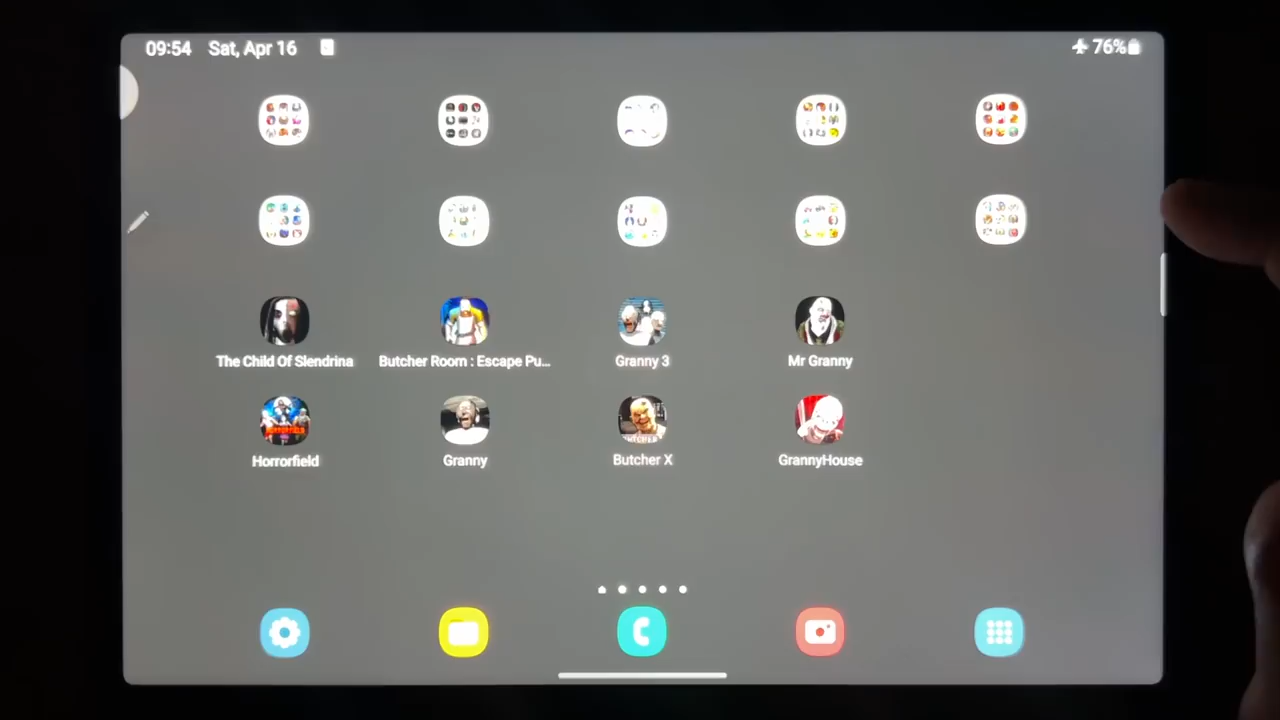 09:54 Sat, Apr 16
76%
The Child Of Slendrina
Butcher Room : Escape Pu...
Granny 3
Mr Granny
Horrorfield
Granny
Butcher X
GrannyHouse